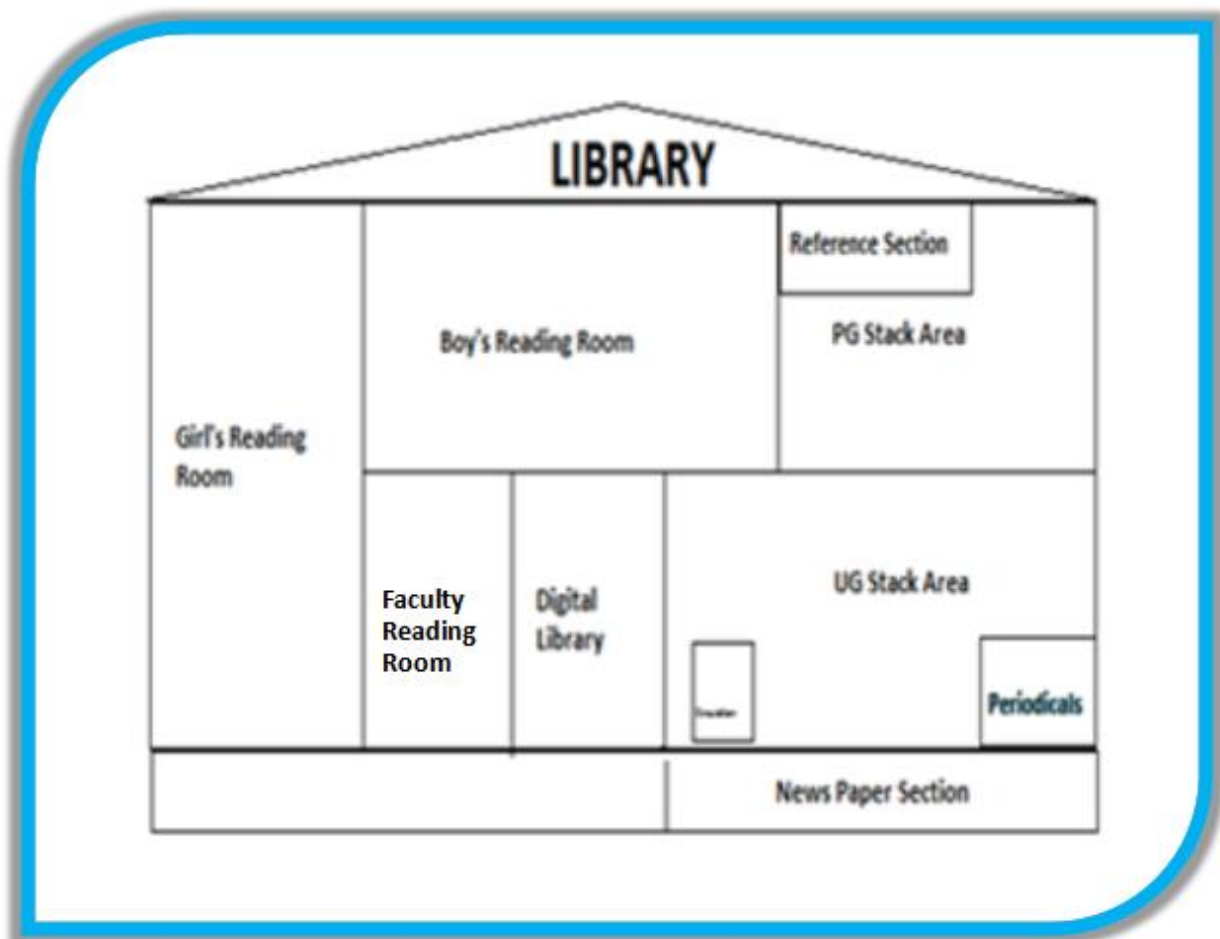 LIBRARY
Reference Section
Boy's Reading Room
PG Stack Area
Girl's Reading
Room
Faculty
Reading
Room
Digital
Library
UG Stack Area
Periodicals
News Paper Section